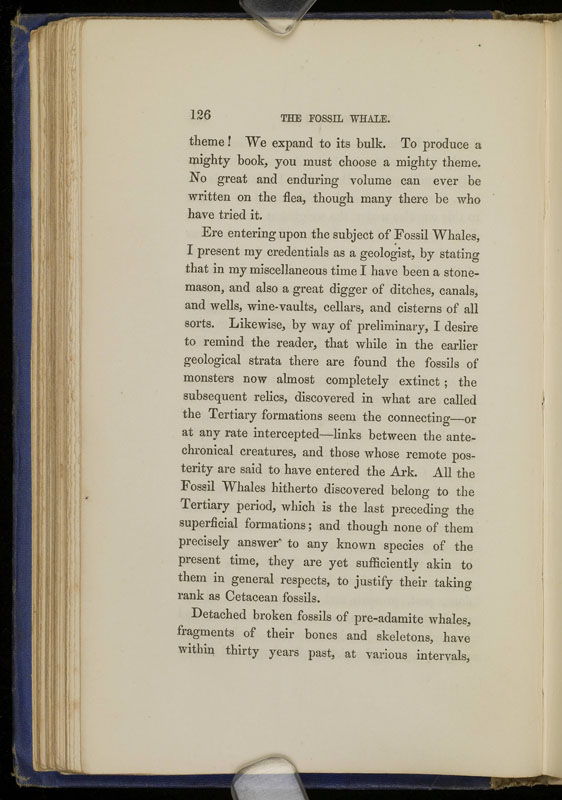 126 THE FOSSIL WHALE.
theme! We expand to its bulk. To produce a
mighty book, you must choose a mighty theme.
No great and enduring volume can ever be
written on the flea, though many there be who
have tried it.
Ere entering upon the subject of Fossil Whales,
I present my credentials as a geologist, by stating
that in my miscellaneous time I have been a stone-
mason, and also a great digger of ditches, canals,
and wells, wine-vaults, cellars, and cisterns of all
sorts. Likewise, by way of preliminary, I desire
to remind the reader, that while in the earlier
geological strata there are found the fossils of
monsters now almost completely extinct; the
subsequent relics, discovered in what are called
the Tertiary formations seem the connecting—or
at any rate intercepted—links between the ante-
chronical creatures, and those whose remote pos-
terity are said to have entered the Ark. All the
Fossil Whales hitherto discovered belong to the
Tertiary period, which is the last preceding the
superficial formations; and though none of them
precisely answer to any known species of the
present time, they are yet sufficiently akin to
them in general respects, to justify their taking
rank as Cetacean fossils.
Detached broken fossils of pre-adamite whales,
fragments of their bones and skeletons, have
within thirty years past, at various intervals,